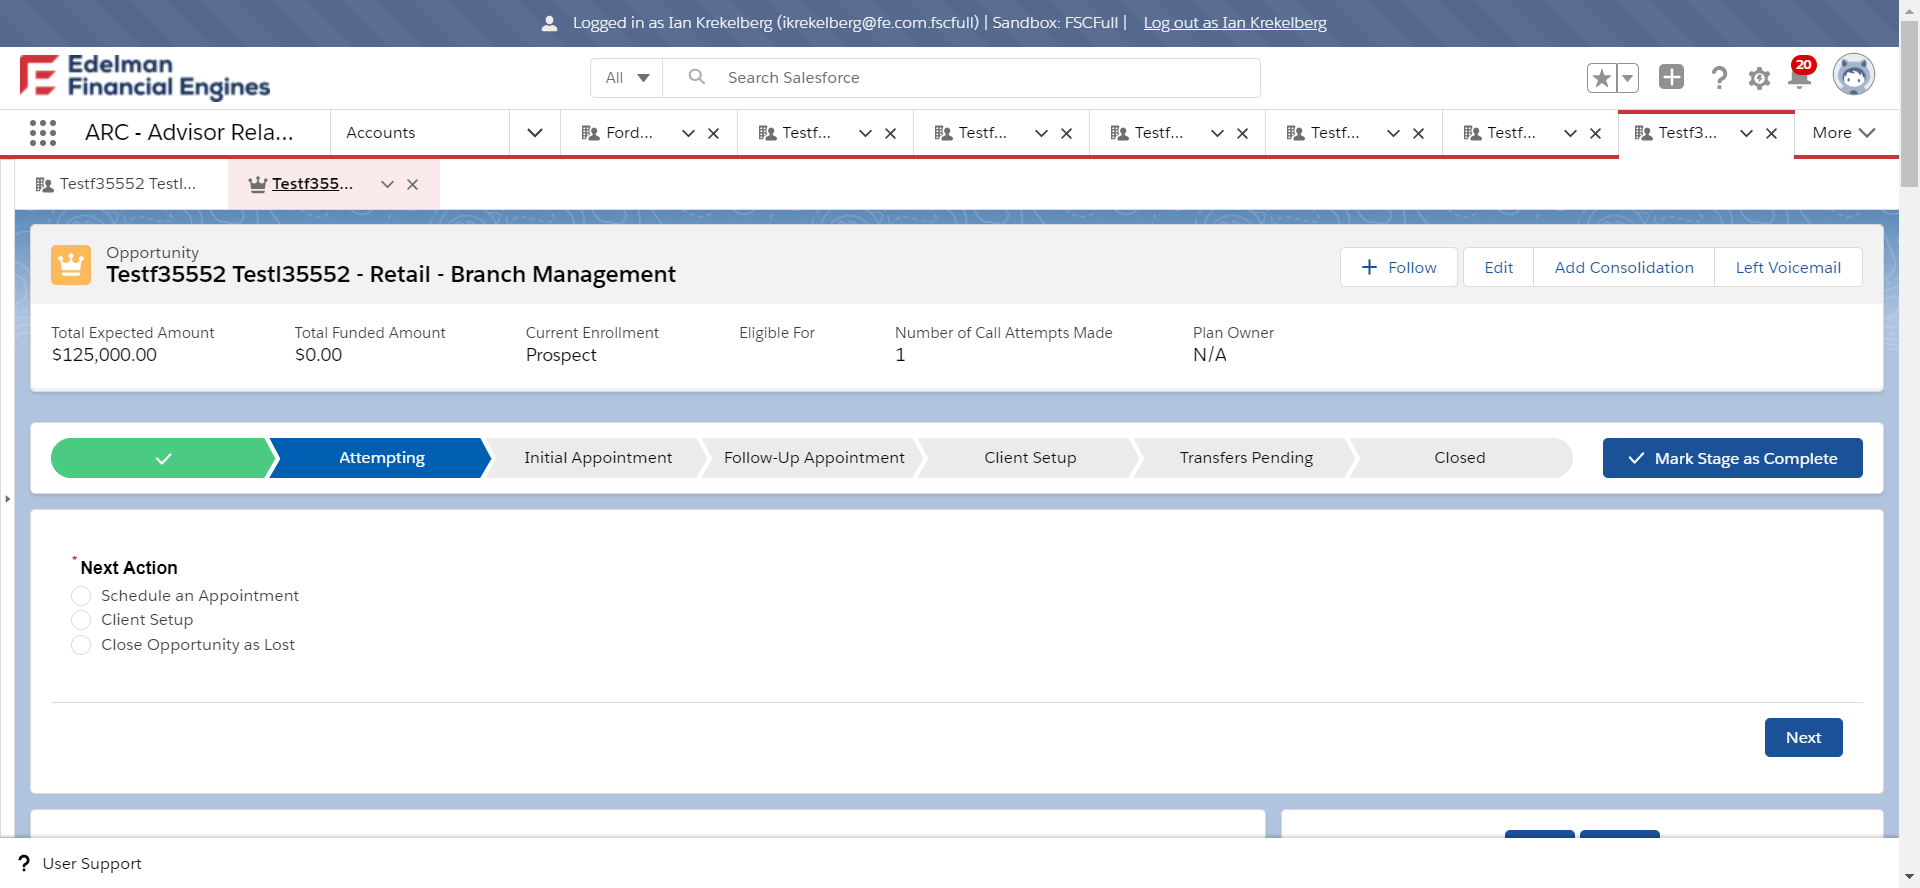 Logged in as Ian Krekelberg (ikrekelberg@fe.com.fscfull) | Sandbox: FSCFull | Log out as Ian Krekelberg
Edelman
Financial Engines
All
Search Salesforce
20
ARC - Advisor Rela...
Accounts
Ford...
Testf...
Testf...
Testf...
Testf...
Testf...
Testf3...
More
Testf35552 Testl...
Testf355...
Opportunity
Testf35552 Testl35552 - Retail - Branch Management
Follow
Edit
Add Consolidation
Left Voicemail
Total Expected Amount
$125,000.00
Total Funded Amount
$0.00
Current Enrollment
Prospect
Eligible For
Number of Call Attempts Made
1
Plan Owner
N/A
Attempting
Initial Appointment
Follow-Up Appointment
Client Setup
Transfers Pending
Closed
Mark Stage as Complete
* Next Action
Schedule an Appointment
Client Setup
Close Opportunity as Lost
Next
? User Support